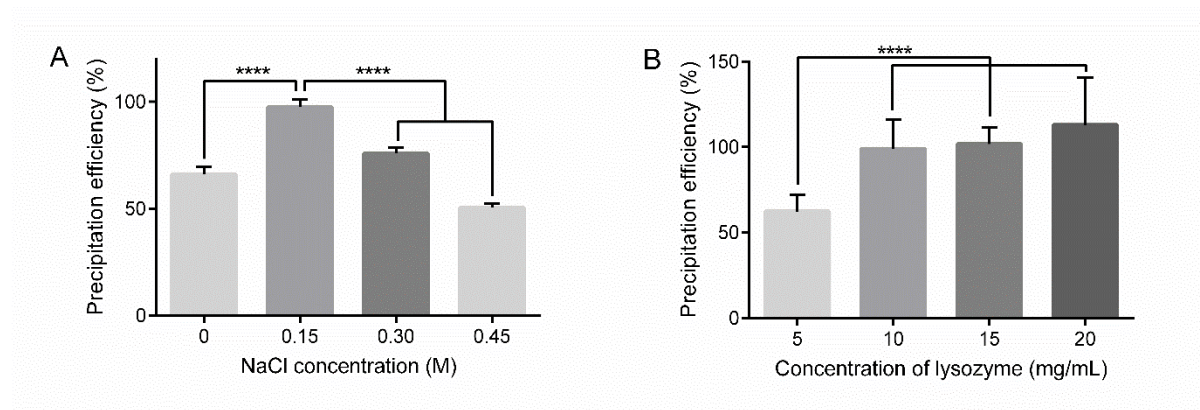 A
Precipitation efficiency (%)
100
50
0
****
****
0 0.15 0.30 0.45
NaCl concentration (M)
B
Precipitation efficiency (%)
150
100
50
0
****
5 10 15 20
Concentration of lysozyme (mg/mL)